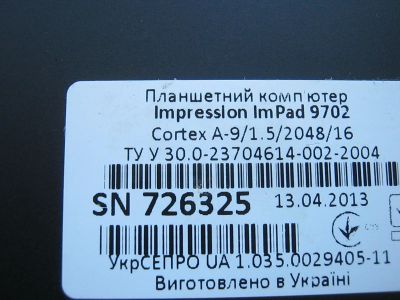 Планшетний комп'ютер
Impression ImPad 9702
Cortex A-9/1.5/2048/16
ТУ У 30.0-23704614-002-2004
SN 726325 13.04.2013
УкрСЕПРО UA 1.035.0029405-11
Виготовлено в Україні